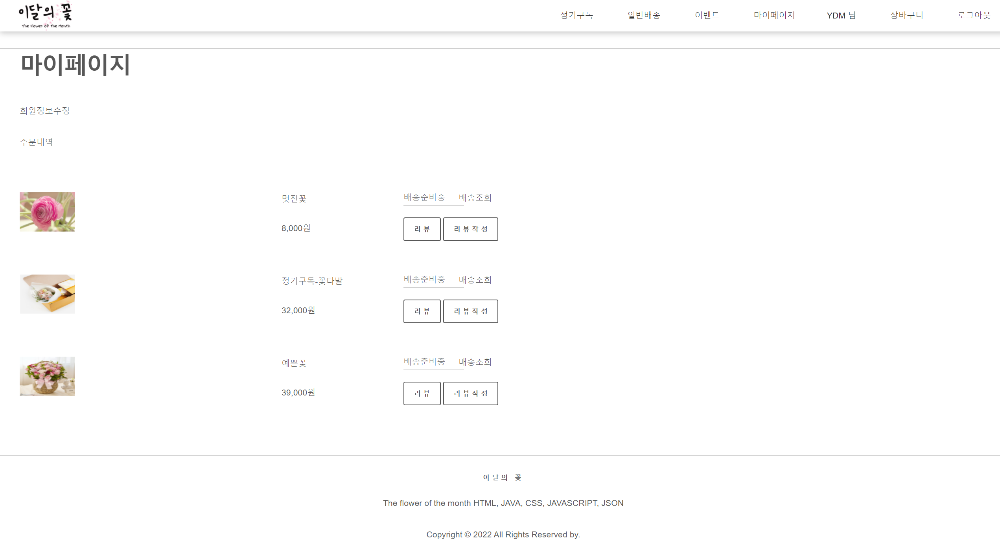 이달의 꽃
The Flower of the Month
정기구독 일반배송 이벤트 마이페이지 YDM 님 장바구니 로그아웃
마이페이지
회원정보수정
주문내역
멋진꽃 배송준비중 배송조회
8,000원 리뷰 리뷰작성
정기구독-꽃다발 배송준비중 배송조회
32,000원 리뷰 리뷰작성
예쁜꽃 배송준비중 배송조회
39,000원 리뷰 리뷰작성
이달의 꽃
The flower of the month HTML, JAVA, CSS, JAVASCRIPT, JSON
Copyright © 2022 All Rights Reserved by.